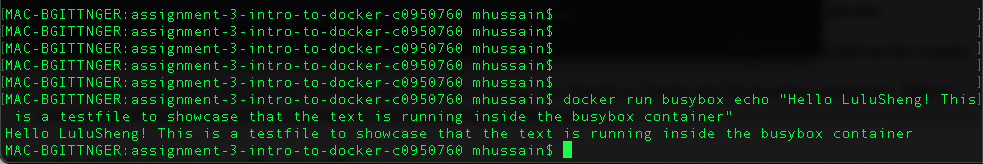 [MAC-BGITTNGER:assignment-3-intro-to-docker-c0950760 mhussain$ ]
[MAC-BGITTNGER:assignment-3-intro-to-docker-c0950760 mhussain$ ]
[MAC-BGITTNGER:assignment-3-intro-to-docker-c0950760 mhussain$ ]
[MAC-BGITTNGER:assignment-3-intro-to-docker-c0950760 mhussain$ ]
[MAC-BGITTNGER:assignment-3-intro-to-docker-c0950760 mhussain$ ]
[MAC-BGITTNGER:assignment-3-intro-to-docker-c0950760 mhussain$ docker run busybox echo "Hello LuluSheng! This]
 is a testfile to showcase that the text is running inside the busybox container"
Hello LuluSheng! This is a testfile to showcase that the text is running inside the busybox container
MAC-BGITTNGER:assignment-3-intro-to-docker-c0950760 mhussain$